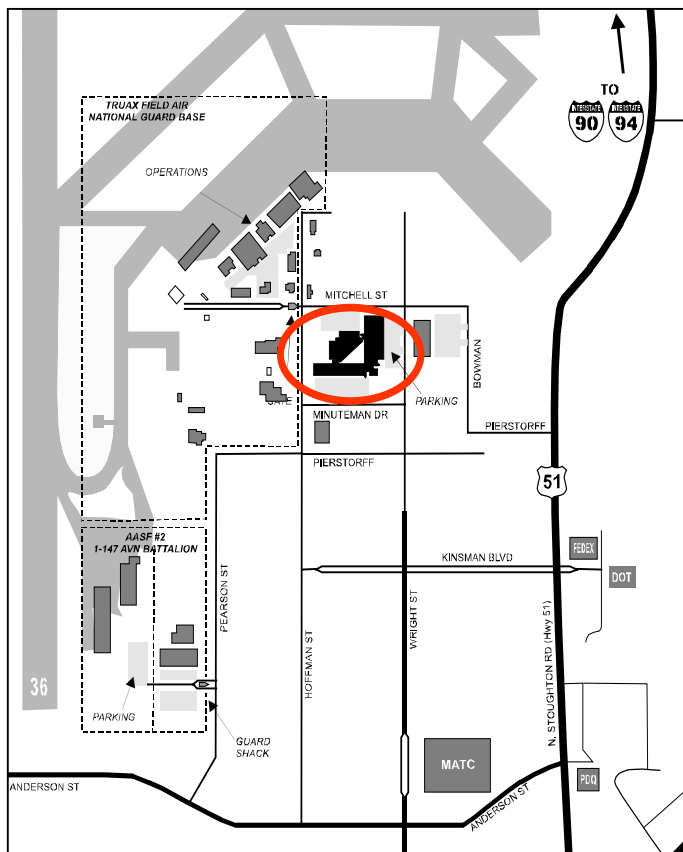 TRUAX FIELD AIR
NATIONAL GUARD BASE
TO
INTERSTATE
90
INTERSTATE
94
OPERATIONS
MITCHELL ST
BOWMAN
GATE
PARKING
MINUTEMAN DR
PIERSTORFF
PIERSTORFF
51
AASF #2
1-147 AVN BATTALION
KINSMAN BLVD
FEDEX
DOT
PEARSON ST
HOFFMAN ST
WRIGHT ST
N. STOUGHTON RD (Hwy 51)
36
PARKING
GUARD
SHACK
MATC
PDQ
ANDERSON ST
ANDERSON ST